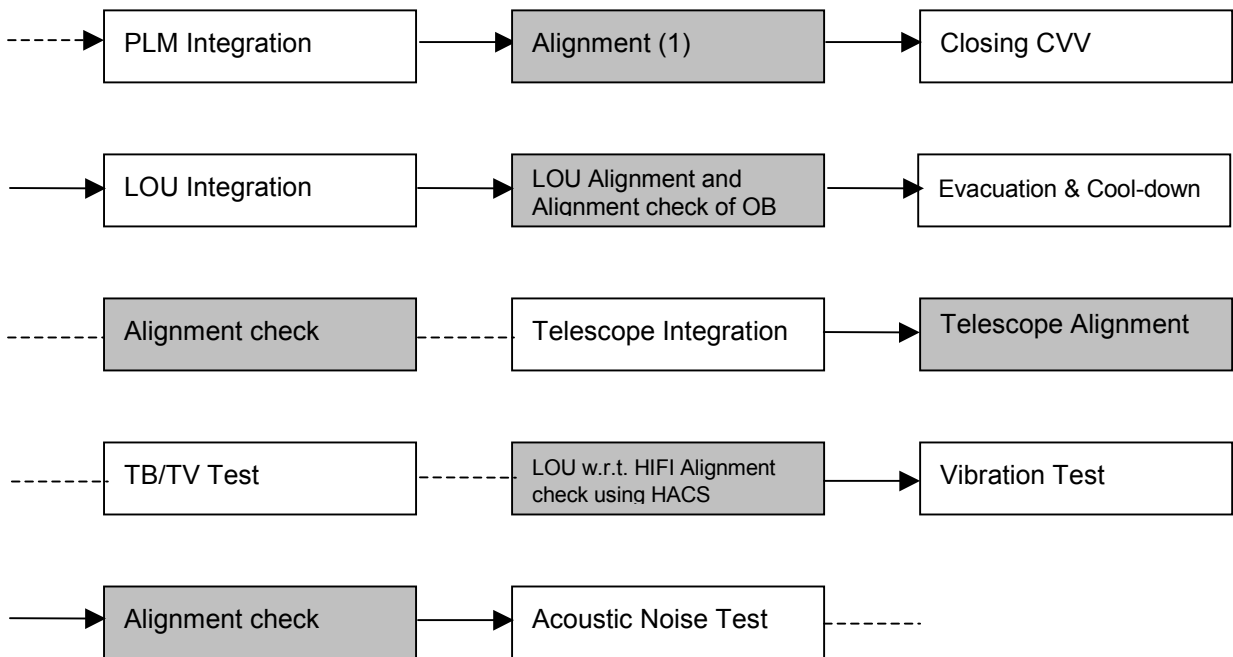 PLM Integration
Alignment (1)
Closing CVV
LOU Integration
LOU Alignment and
Alignment check of OB
Evacuation & Cool-down
Alignment check
Telescope Integration
Telescope Alignment
TB/TV Test
LOU w.r.t. HIFI Alignment
check using HACS
Vibration Test
Alignment check
Acoustic Noise Test